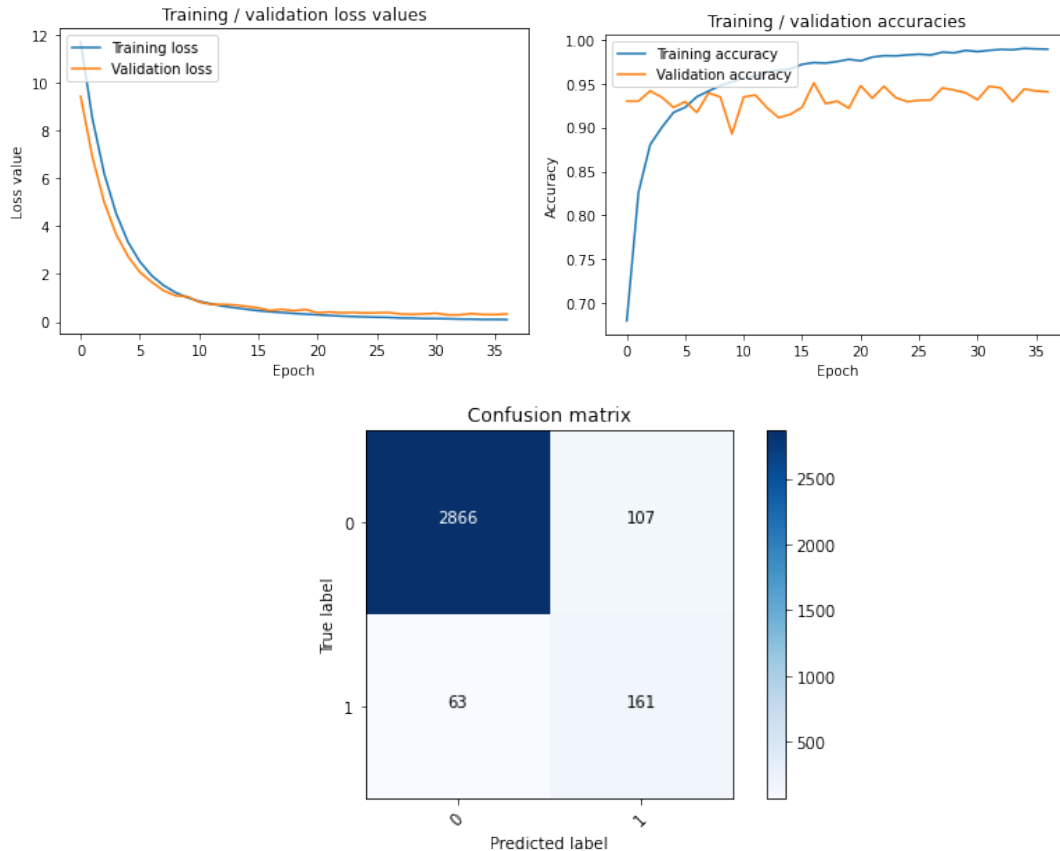 Training / validation loss values
12
10
8
6
4
2
0
Loss value
Training loss
Validation loss
0 5 10 15 20 25 30 35
Epoch
Training / validation accuracies
1.00
0.95
0.90
0.85
0.80
0.75
0.70
Accuracy
Training accuracy
Validation accuracy
0 5 10 15 20 25 30 35
Epoch
Confusion matrix
True label
0 2866 107
1 63 161
0 1
Predicted label
2500
2000
1500
1000
500